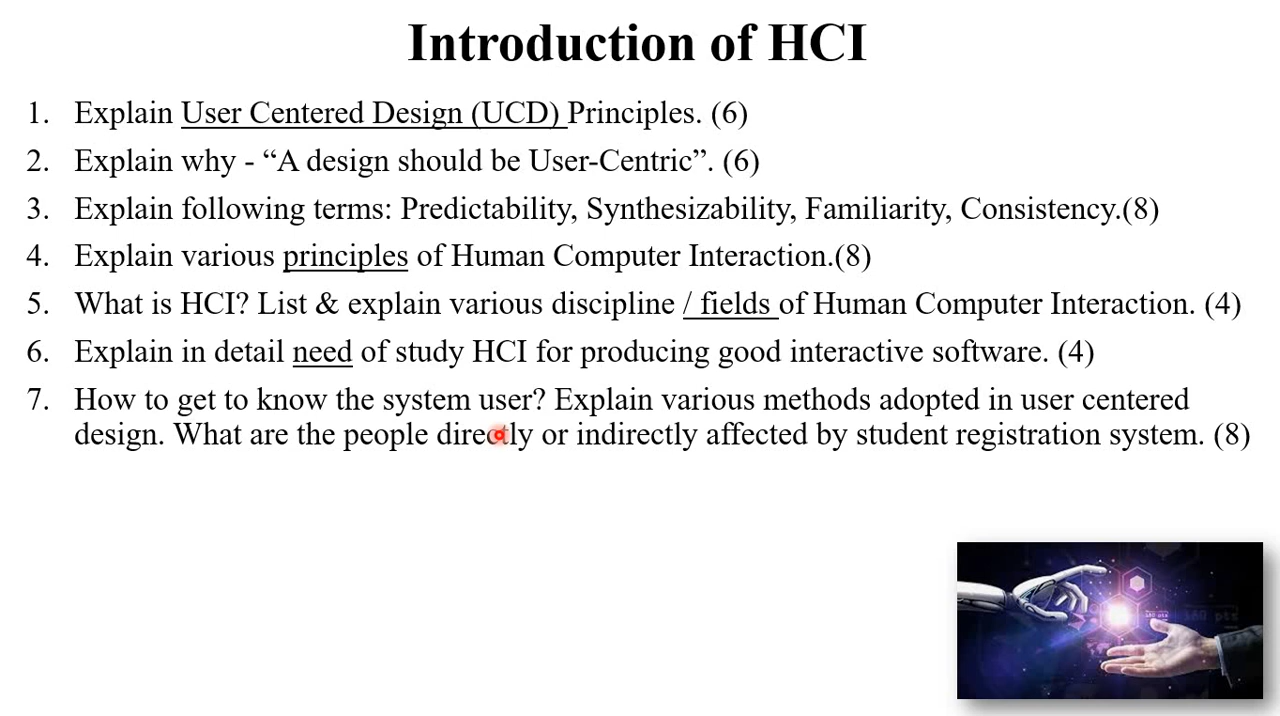 Introduction of HCI
1. Explain User Centered Design (UCD) Principles. (6)
2. Explain why - “A design should be User-Centric”. (6)
3. Explain following terms: Predictability, Synthesizability, Familiarity, Consistency.(8)
4. Explain various principles of Human Computer Interaction.(8)
5. What is HCI? List & explain various discipline / fields of Human Computer Interaction. (4)
6. Explain in detail need of study HCI for producing good interactive software. (4)
7. How to get to know the system user? Explain various methods adopted in user centered
design. What are the people directly or indirectly affected by student registration system. (8)